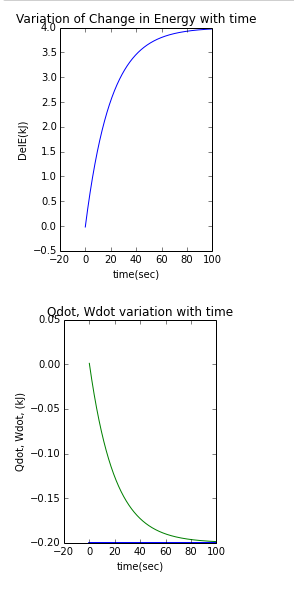 Variation of Change in Energy with time
4.0
3.5
3.0
2.5
2.0
1.5
1.0
0.5
0.0
−0.5
DelE(kJ)
−20 0 20 40 60 80 100
time(sec)
Qdot, Wdot variation with time
0.05
0.00
−0.05
−0.10
−0.15
−0.20
Qdot, Wdot, (kJ)
−20 0 20 40 60 80 100
time(sec)